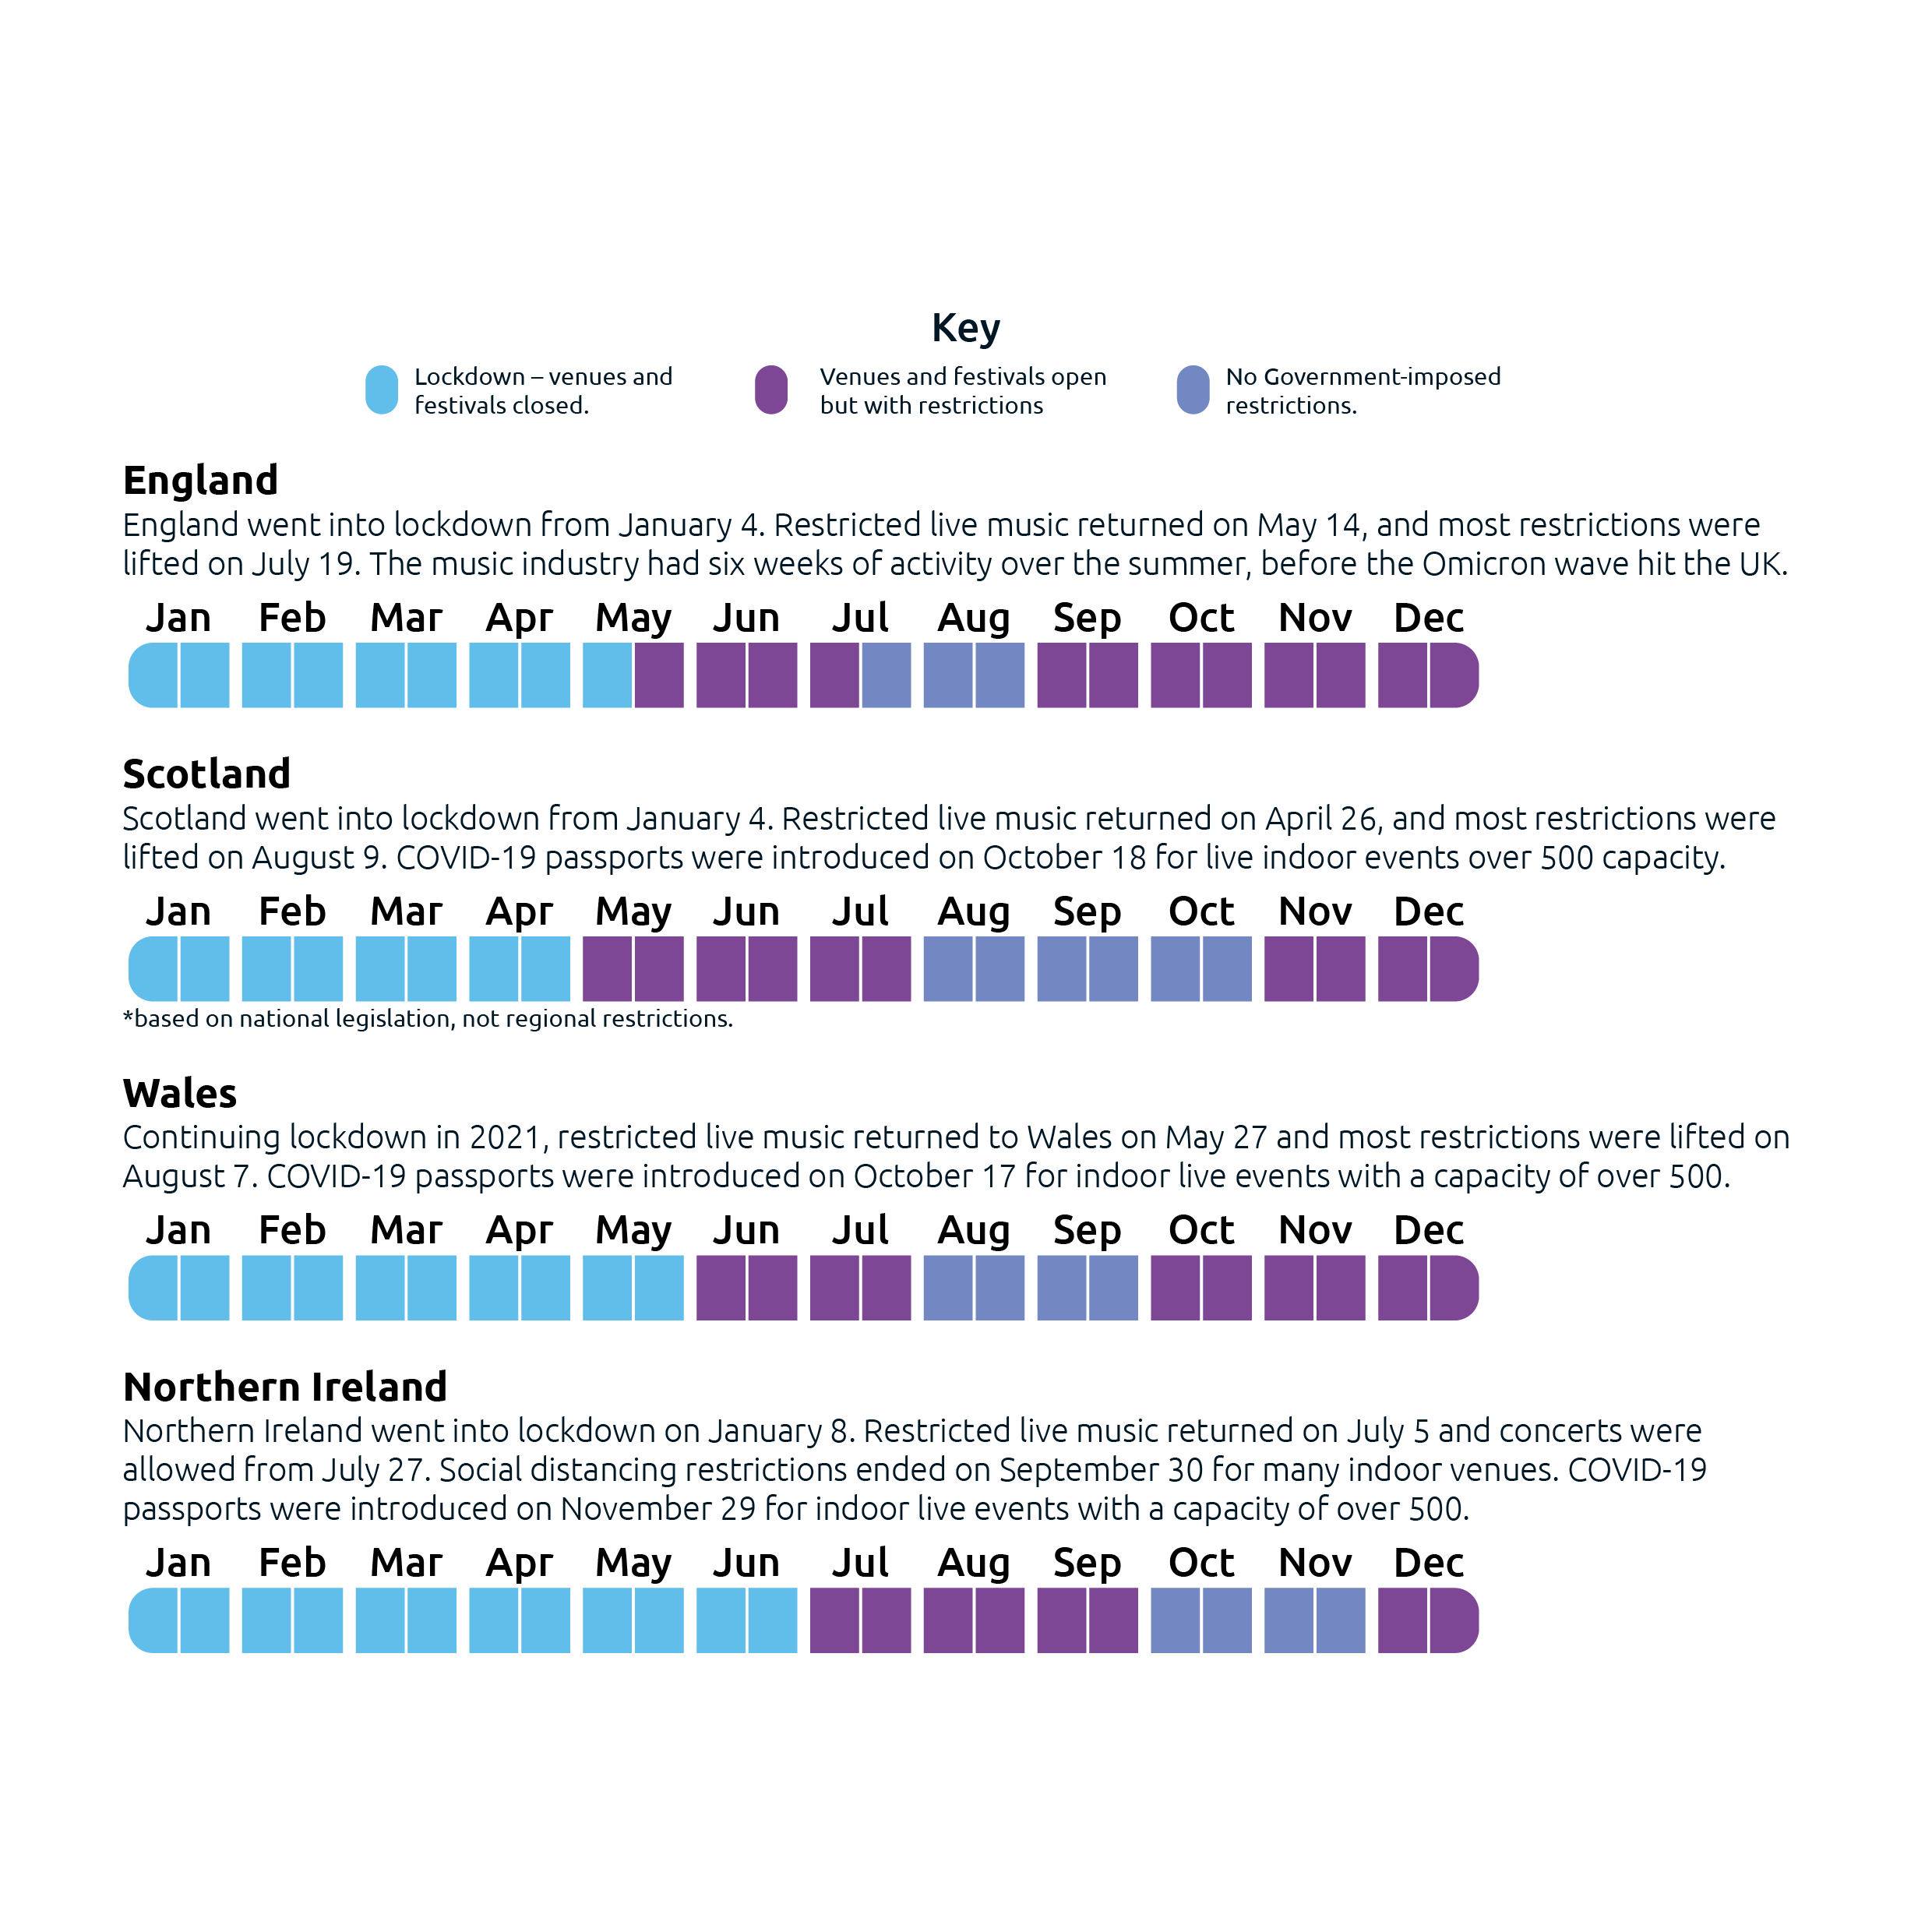 Key
Lockdown – venues and
festivals closed.
Venues and festivals open
but with restrictions
No Government-imposed
restrictions.
England
England went into lockdown from January 4. Restricted live music returned on May 14, and most restrictions were
lifted on July 19. The music industry had six weeks of activity over the summer, before the Omicron wave hit the UK.
Jan Feb Mar Apr May Jun Jul Aug Sep Oct Nov Dec
Scotland
Scotland went into lockdown from January 4. Restricted live music returned on April 26, and most restrictions were
lifted on August 9. COVID-19 passports were introduced on October 18 for live indoor events over 500 capacity.
Jan Feb Mar Apr May Jun Jul Aug Sep Oct Nov Dec
*based on national legislation, not regional restrictions.
Wales
Continuing lockdown in 2021, restricted live music returned to Wales on May 27 and most restrictions were lifted on
August 7. COVID-19 passports were introduced on October 17 for indoor live events with a capacity of over 500.
Jan Feb Mar Apr May Jun Jul Aug Sep Oct Nov Dec
Northern Ireland
Northern Ireland went into lockdown on January 8. Restricted live music returned on July 5 and concerts were
allowed from July 27. Social distancing restrictions ended on September 30 for many indoor venues. COVID-19
passports were introduced on November 29 for indoor live events with a capacity of over 500.
Jan Feb Mar Apr May Jun Jul Aug Sep Oct Nov Dec